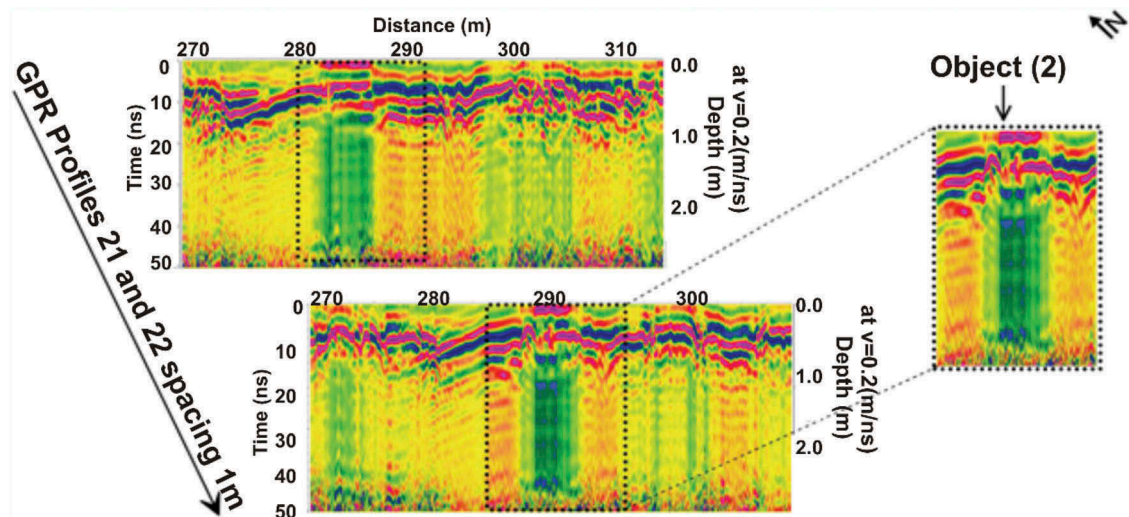 Distance (m)
270 280 290 300 310
0
10
20
30
40
50
Time (ns)
0.0
1.0
2.0
Depth (m)
at v=0.2(m/ns)
GPR Profiles 21 and 22 spacing 1m
270 280 290 300
0
10
20
30
40
50
Time (ns)
0.0
1.0
2.0
Depth (m)
at v=0.2(m/ns)
N
Object (2)